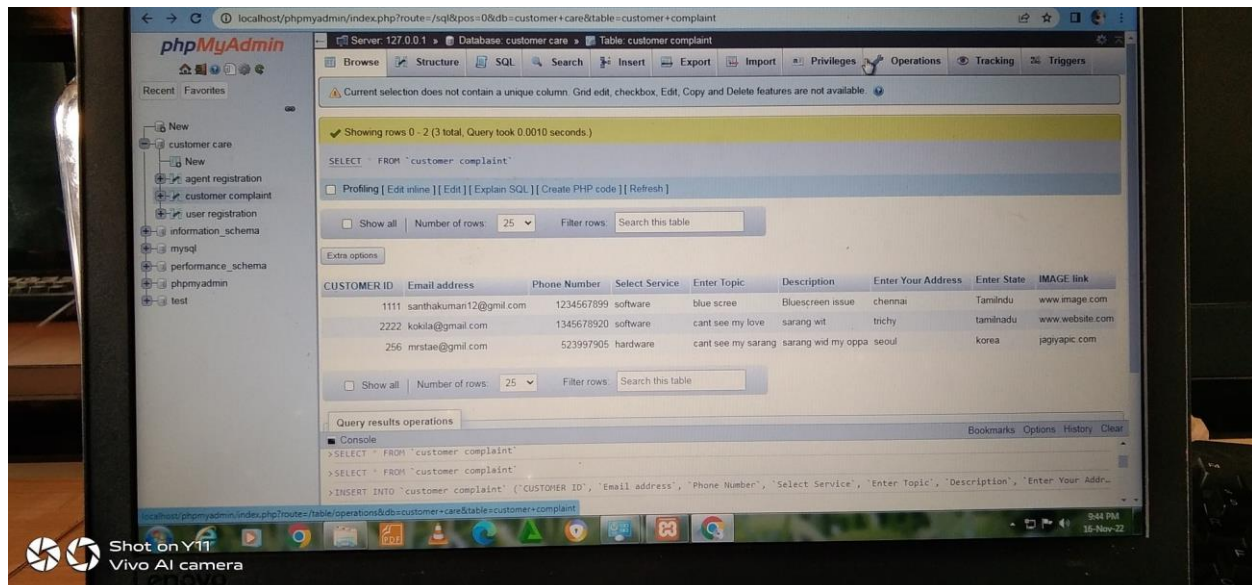 localhost/phpmyadmin/index.php?route=/sql&pos=0&db=customer+care&table=customer+complaint
phpMyAdmin
Recent Favorites
New
customer care
New
agent registration
customer complaint
user registration
information_schema
mysql
performance_schema
phpmyadmin
test
Server: 127.0.0.1 » Database: customer care » Table: customer complaint
Browse Structure SQL Search Insert Export Import Privileges Operations Tracking Triggers
Current selection does not contain a unique column. Grid edit, checkbox, Edit, Copy and Delete features are not available.
Showing rows 0 - 2 (3 total, Query took 0.0010 seconds.)
SELECT * FROM `customer complaint`
Profiling [ Edit inline ] [ Edit ] [ Explain SQL ] [ Create PHP code ] [ Refresh ]
Show all | Number of rows: 25 Filter rows: Search this table
Extra options
CUSTOMER ID Email address Phone Number Select Service Enter Topic Description Enter Your Address Enter State IMAGE link
1111 santhakumari12@gmil.com 1234567899 software blue scree Bluescreen issue chennai Tamilndu www.image.com
2222 kokila@gmail.com 1345678920 software cant see my love sarang wit trichy tamilnadu www.website.com
256 mrstae@gmil.com 523997905 hardware cant see my sarang sarang wid my oppa seoul korea jagiyapic.com
Show all | Number of rows: 25 Filter rows: Search this table
Query results operations
Console Bookmarks Options History Clear
>SELECT * FROM `customer complaint`
>SELECT * FROM `customer complaint`
>INSERT INTO `customer complaint` (`CUSTOMER ID`, `Email address`, `Phone Number`, `Select Service`, `Enter Topic`, `Description`, `Enter Your Addr...
localhost/phpmyadmin/index.php?route=/table/operations&db=customer+care&table=customer+complaint
PDF
9:44 PM
16-Nov-22
Shot on Y11
Vivo AI camera
Lenovo